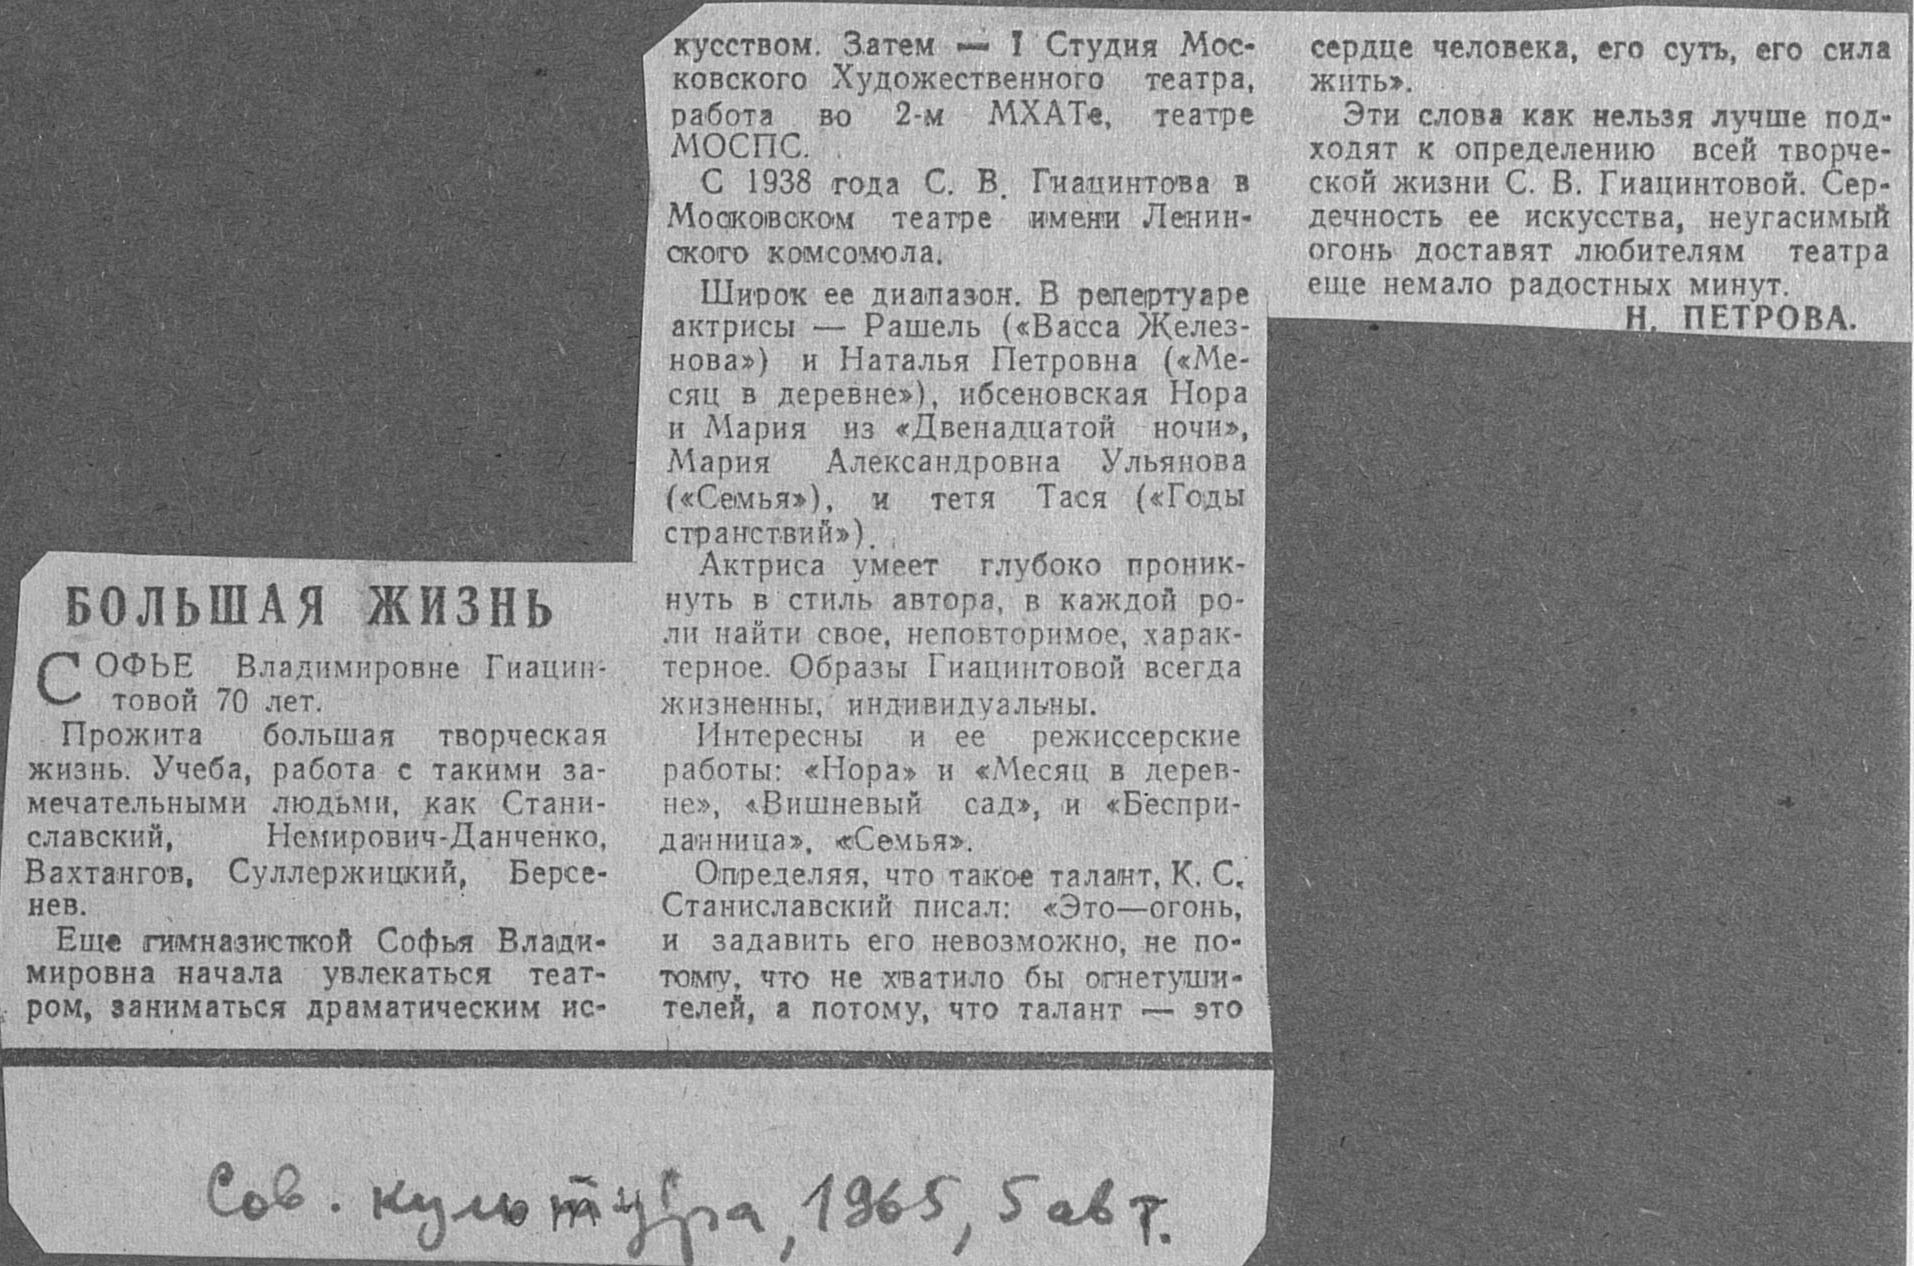 БОЛЬШАЯ ЖИЗНЬ
СОФЬЕ Владимировне Гиацин-
товой 70 лет.
Прожита большая творческая
жизнь. Учеба, работа с такими за-
мечательными людьми, как Стани-
славский, Немирович-Данченко,
Вахтангов, Суллержицкий, Берсе-
нев.
Еще гимназисткой Софья Влади-
мировна начала увлекаться теат-
ром, заниматься драматическим ис-
кусством. Затем — I Студия Мос-
ковского Художественного театра,
работа во 2-м МХАТе, театре
МОСПС.
С 1938 года С. В. Гиацинтова в
Московском театре имени Ленин-
ского комсомола.
Широк ее диапазон. В репертуаре
актрисы — Рашель («Васса Желез-
нова») и Наталья Петровна («Ме-
сяц в деревне»), ибсеновская Нора
и Мария из «Двенадцатой ночи»,
Мария Александровна Ульянова
(«Семья»), и тетя Тася («Годы
странствий»).
Актриса умеет глубоко проник-
нуть в стиль автора, в каждой ро-
ли найти свое, неповторимое, харак-
терное. Образы Гиацинтовой всегда
жизненны, индивидуальны.
Интересны и ее режиссерские
работы: «Нора» и «Месяц в дерев-
не», «Вишневый сад», и «Беспри-
данница», «Семья».
Определяя, что такое талант, К. С.
Станиславский писал: «Это—огонь,
и задавить его невозможно, не по-
тому, что не хватило бы огнетуши-
телей, а потому, что талант — это
сердце человека, его суть, его сила
жить».
Эти слова как нельзя лучше под-
ходят к определению всей творче-
ской жизни С. В. Гиацинтовой. Сер-
дечность ее искусства, неугасимый
огонь доставят любителям театра
еще немало радостных минут.
Н. ПЕТРОВА.
Сов. культура, 1965, 5 авг.